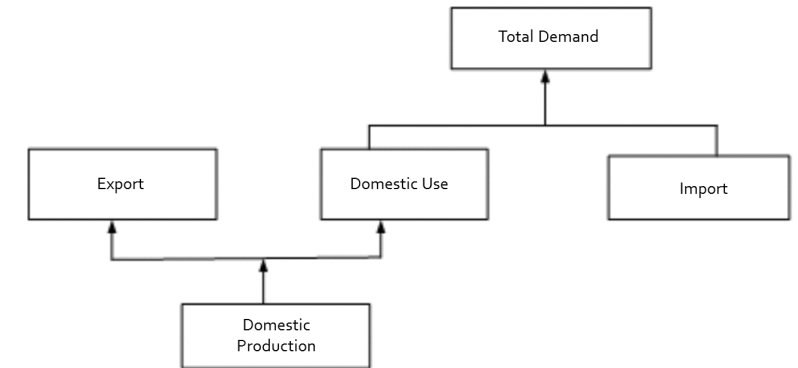 Total Demand
Export
Domestic Use
Import
Domestic
Production